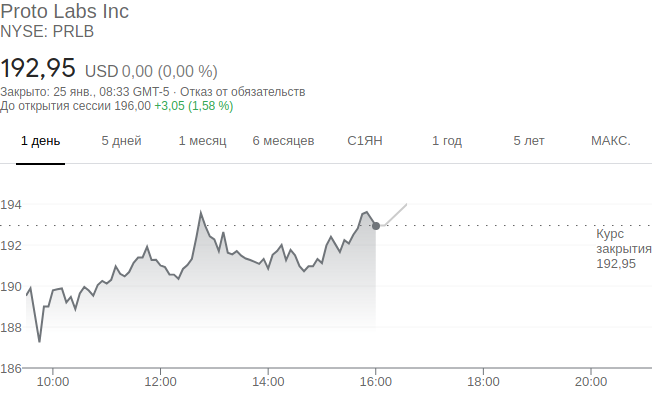 Proto Labs Inc
NYSE: PRLB
192,95 USD 0,00 (0,00 %)
Закрыто: 25 янв., 08:33 GMT-5 · Отказ от обязательств
До открытия сессии 196,00 +3,05 (1,58 %)
1 день 5 дней 1 месяц 6 месяцев С1ЯН 1 год 5 лет МАКС.
194
Курс
закрытия
192,95
192
190
188
186
10:00 12:00 14:00 16:00 18:00 20:00